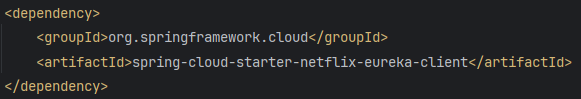 <dependency>
    <groupId>org.springframework.cloud</groupId>
    <artifactId>spring-cloud-starter-netflix-eureka-client</artifactId>
</dependency>